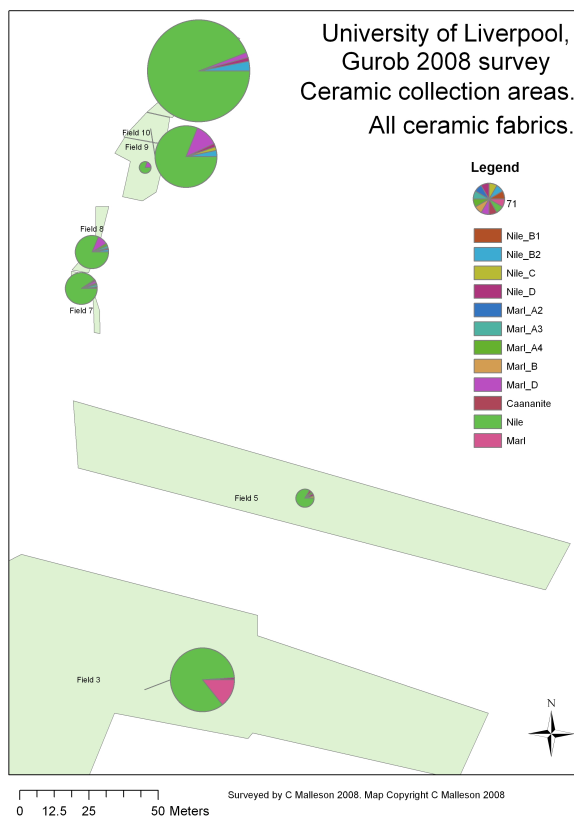 University of Liverpool,
Gurob 2008 survey
Ceramic collection areas.
All ceramic fabrics.
Field 10
Field 9
Field 8
Field 7
Field 5
Field 3
Legend
71
Nile_B1
Nile_B2
Nile_C
Nile_D
Marl_A2
Marl_A3
Marl_A4
Marl_B
Marl_D
Caananite
Nile
Marl
N
0 12.5 25 50 Meters
Surveyed by C Malleson 2008. Map Copyright C Malleson 2008